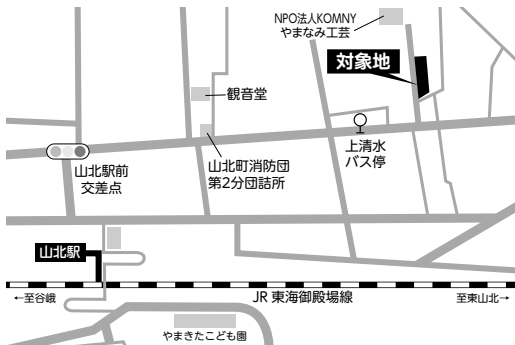 NPO法人KOMNY
やまなみ工芸
対象地
観音堂
上清水
バス停
山北町消防団
第2分団詰所
山北駅前
交差点
山北駅
←至谷峨
JR 東海御殿場線
至東山北→
やまきたこども園